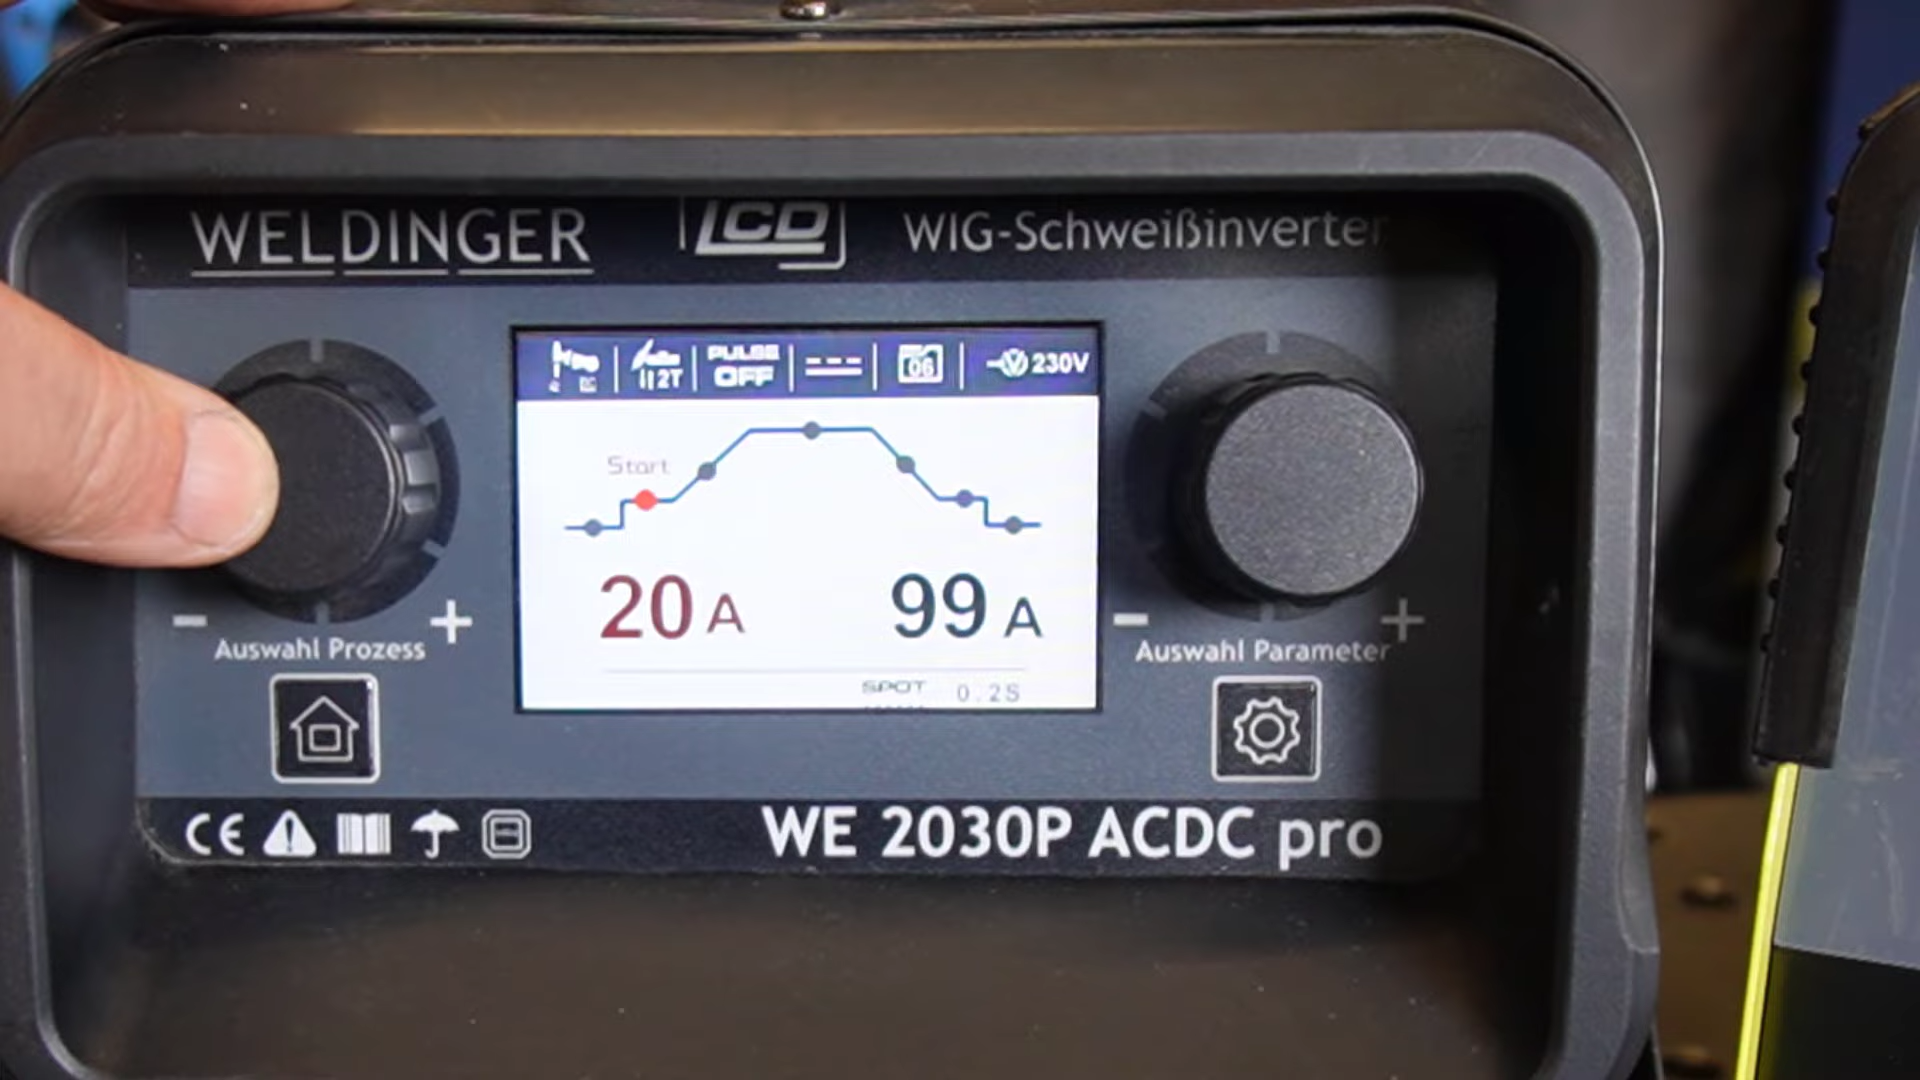 WELDINGER LCD WIG-Schweißinverter
2T PULSE OFF 06 230V
Start
20 A 99 A
SPOT 0.2S
- + - +
Auswahl Prozess Auswahl Parameter
CE WE 2030P ACDC pro